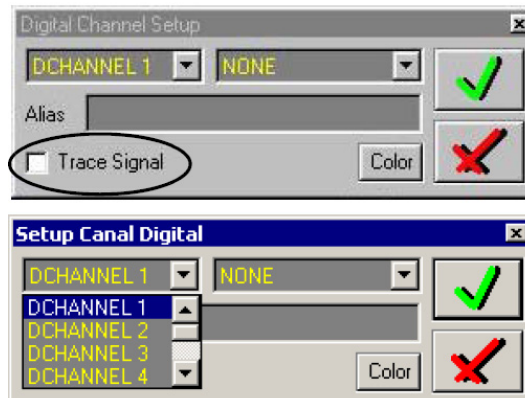 Digital Channel Setup
DCHANNEL 1 NONE
Alias
Trace Signal Color
Setup Canal Digital
DCHANNEL 1 NONE
DCHANNEL 1
DCHANNEL 2
DCHANNEL 3
DCHANNEL 4
Color